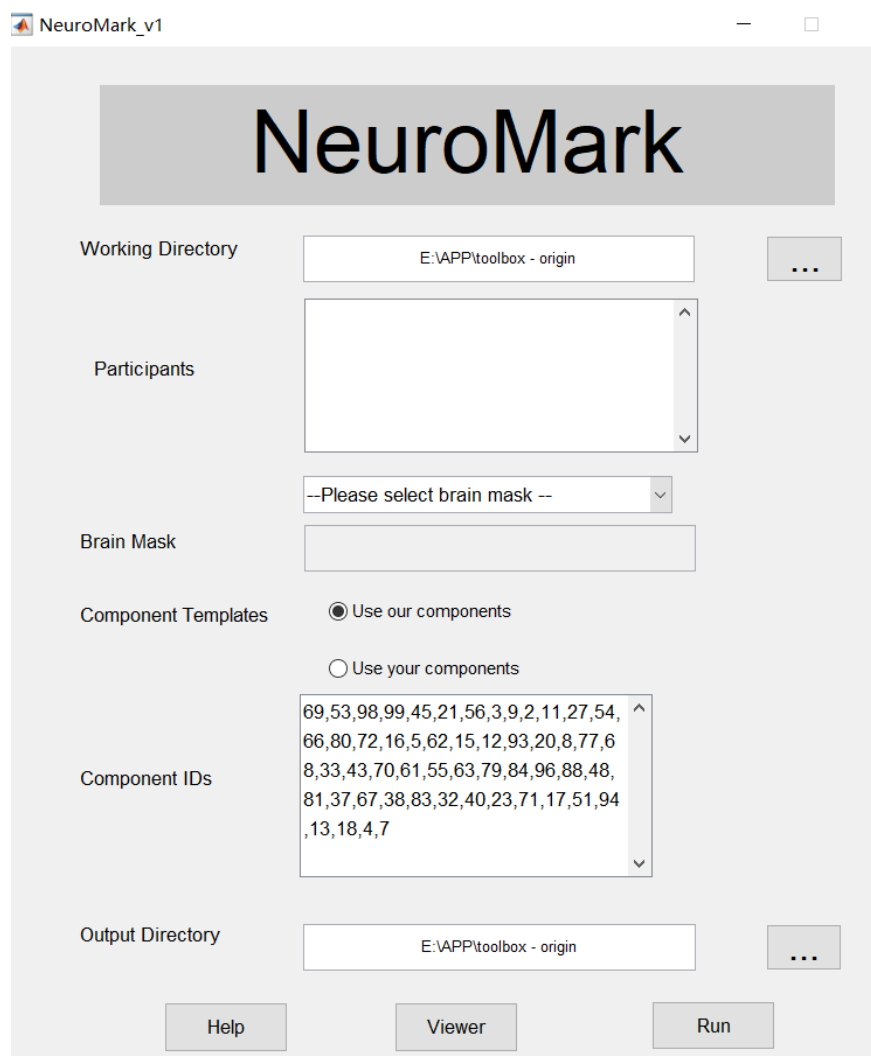 NeuroMark_v1
NeuroMark
Working Directory
E:\APP\toolbox - origin
...
Participants
--Please select brain mask --
Brain Mask
Component Templates
Use our components
Use your components
Component IDs
69,53,98,99,45,21,56,3,9,2,11,27,54,
66,80,72,16,5,62,15,12,93,20,8,77,6
8,33,43,70,61,55,63,79,84,96,88,48,
81,37,67,38,83,32,40,23,71,17,51,94
,13,18,4,7
Output Directory
E:\APP\toolbox - origin
...
Help
Viewer
Run